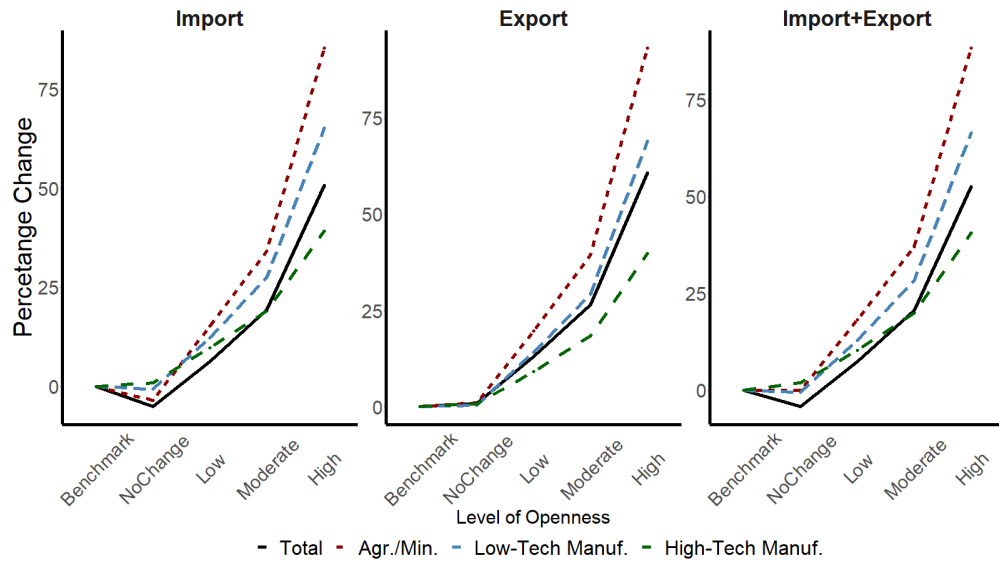 Import Export Import+Export
Percetange Change
75
50
25
0
75
50
25
0
75
50
25
0
Benchmark NoChange Low Moderate High
Benchmark NoChange Low Moderate High
Benchmark NoChange Low Moderate High
Level of Openness
Total Agr./Min. Low-Tech Manuf. High-Tech Manuf.